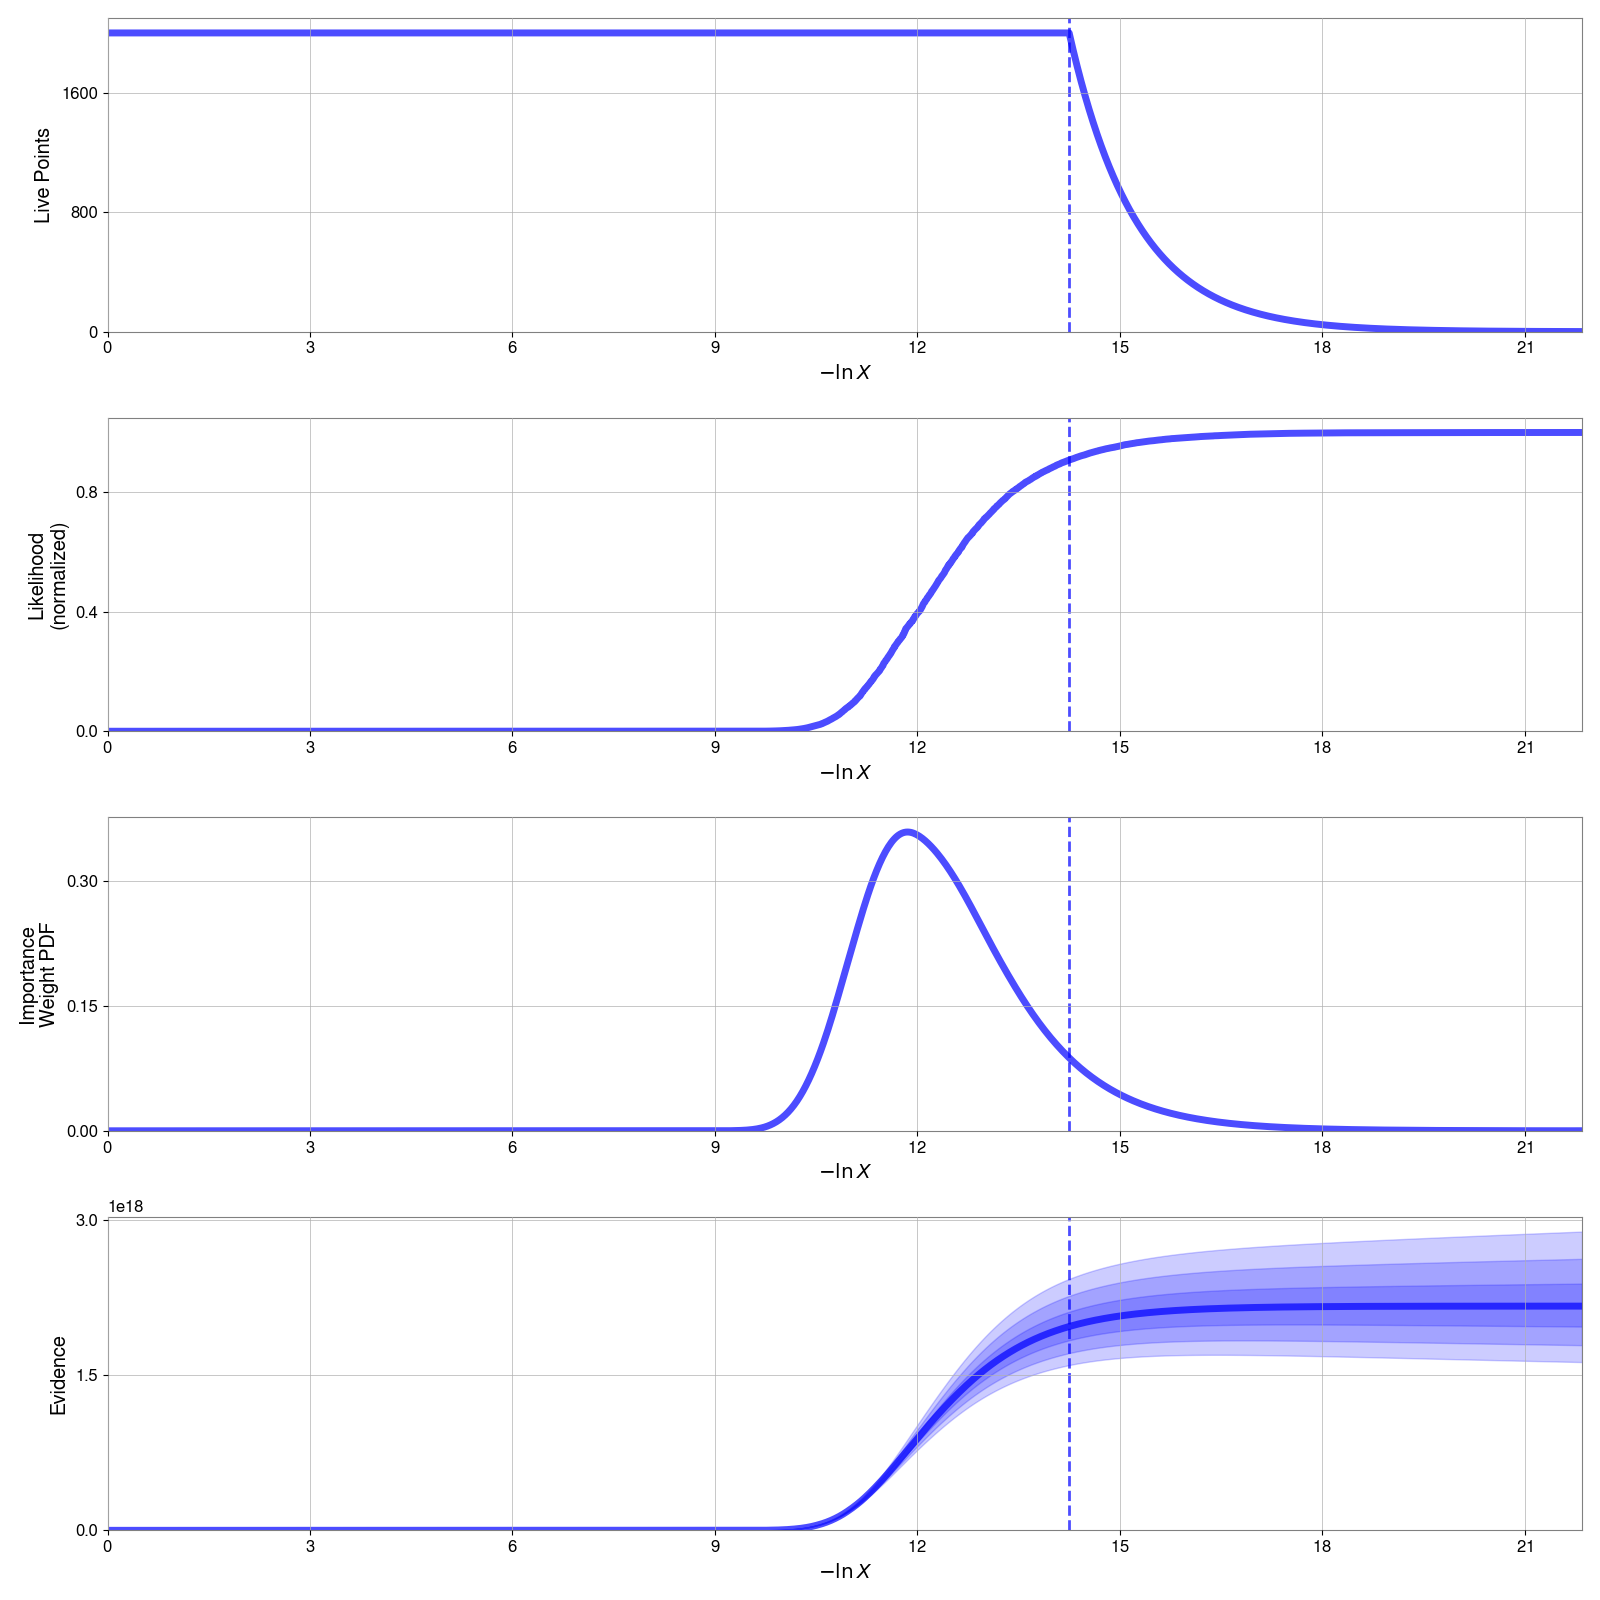 1600
800
0
Live Points
0 3 6 9 12 15 18 21
−ln X
0.8
0.4
0.0
Likelihood
(normalized)
0 3 6 9 12 15 18 21
−ln X
0.30
0.15
0.00
Importance
Weight PDF
0 3 6 9 12 15 18 21
−ln X
1e18
3.0
1.5
0.0
Evidence
0 3 6 9 12 15 18 21
−ln X